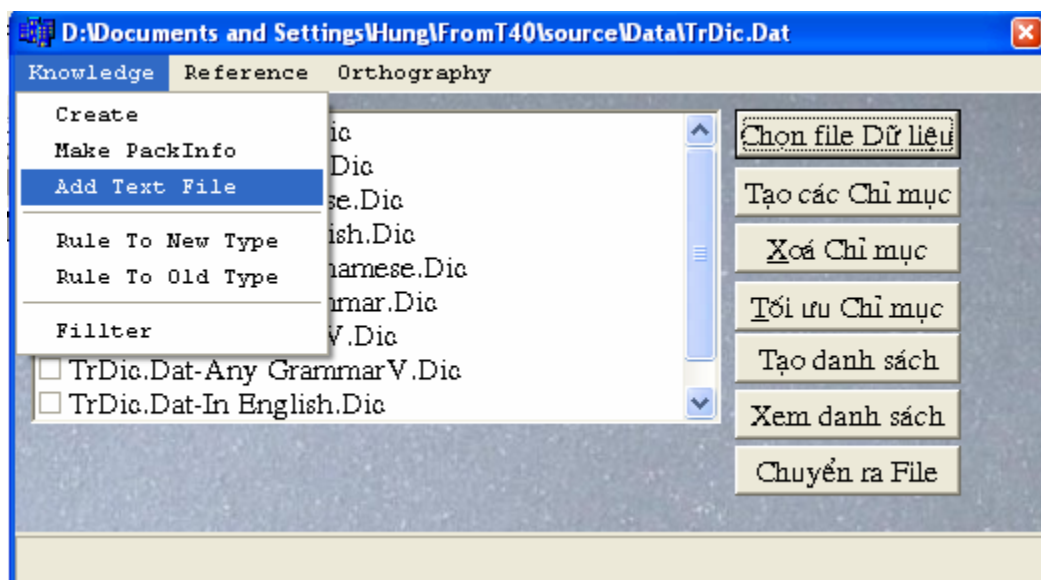 D:\Documents and Settings\Hung\FromT40\source\Data\TrDic.Dat
Knowledge Reference Orthography
Create
Make PackInfo
Add Text File
Rule To New Type
Rule To Old Type
Fillter
ic
.Dic
se.Dic
ish.Dic
namese.Dic
mmar.Dic
V.Dic
TrDic.Dat-Any GrammarV.Dic
TrDic.Dat-In English.Dic
Chọn file Dữ liệu
Tạo các Chỉ mục
Xoá Chỉ mục
Tối ưu Chỉ mục
Tạo danh sách
Xem danh sách
Chuyển ra File